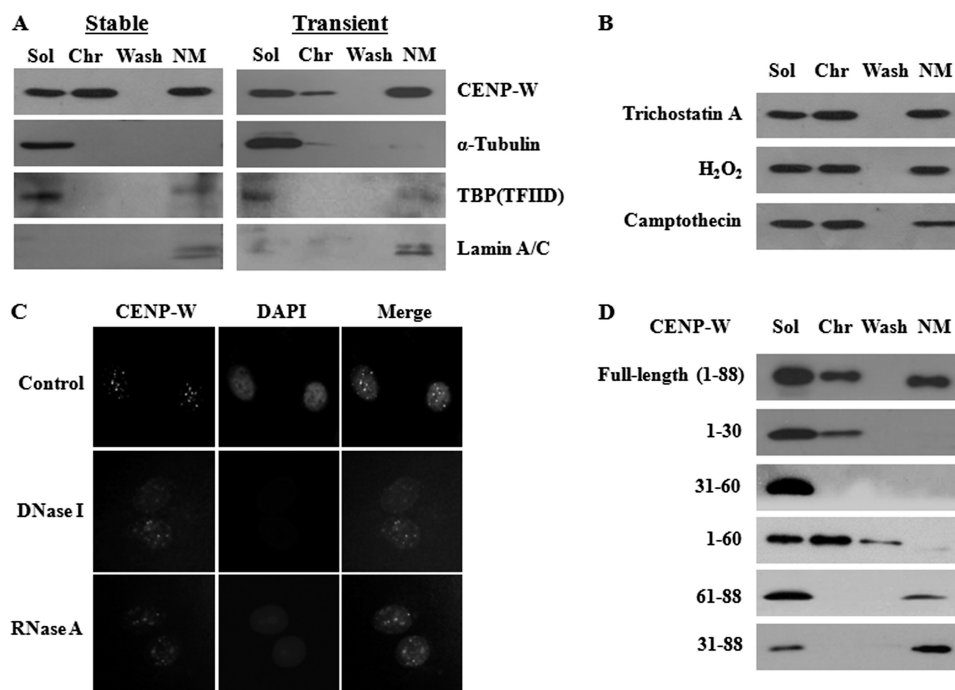 A
Stable
Transient
Sol Chr Wash NM
Sol Chr Wash NM
CENP-W
α-Tubulin
TBP(TFIID)
Lamin A/C
B
Sol Chr Wash NM
Trichostatin A
H₂O₂
Camptothecin
C
CENP-W DAPI Merge
Control
DNase I
RNase A
D
CENP-W Sol Chr Wash NM
Full-length (1-88)
1-30
31-60
1-60
61-88
31-88